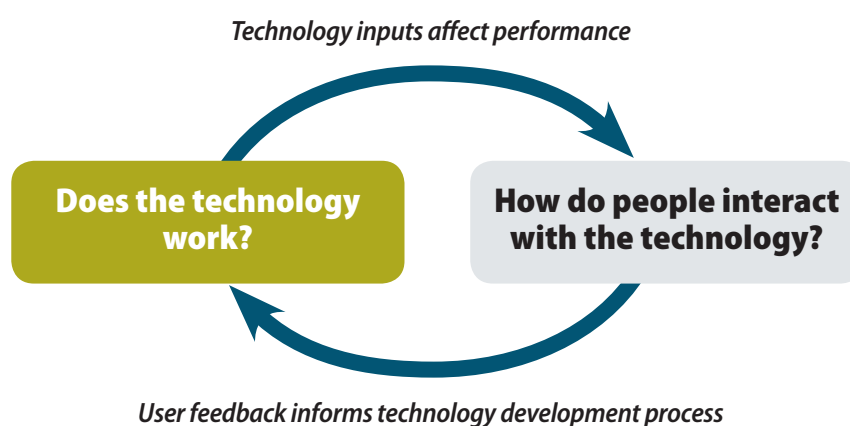 Technology inputs affect performance
Does the technology
work?
How do people interact
with the technology?
User feedback informs technology development process